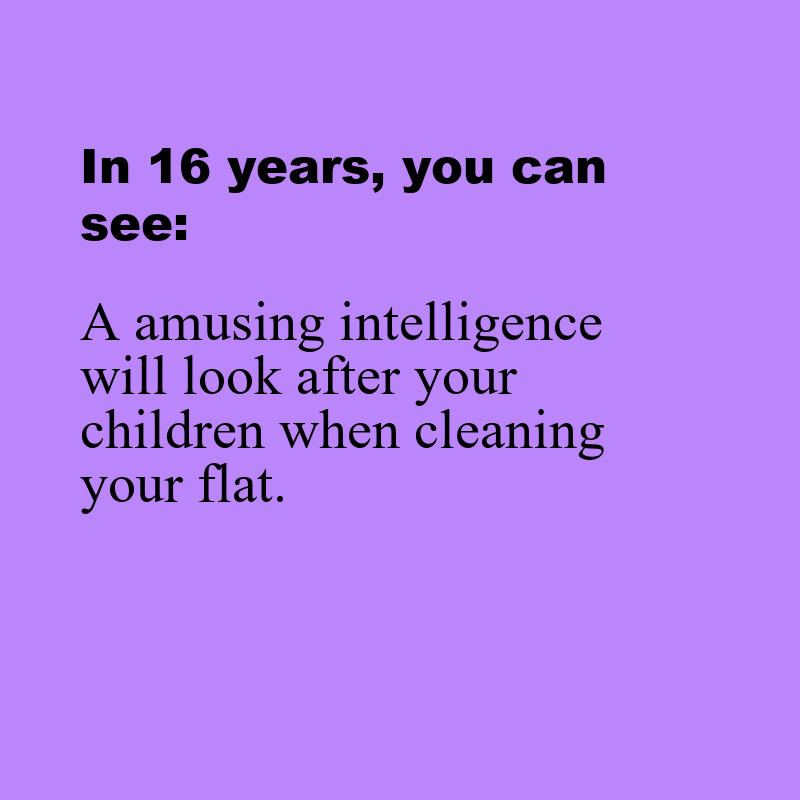 In 16 years, you can
see:
A amusing intelligence
will look after your
children when cleaning
your flat.